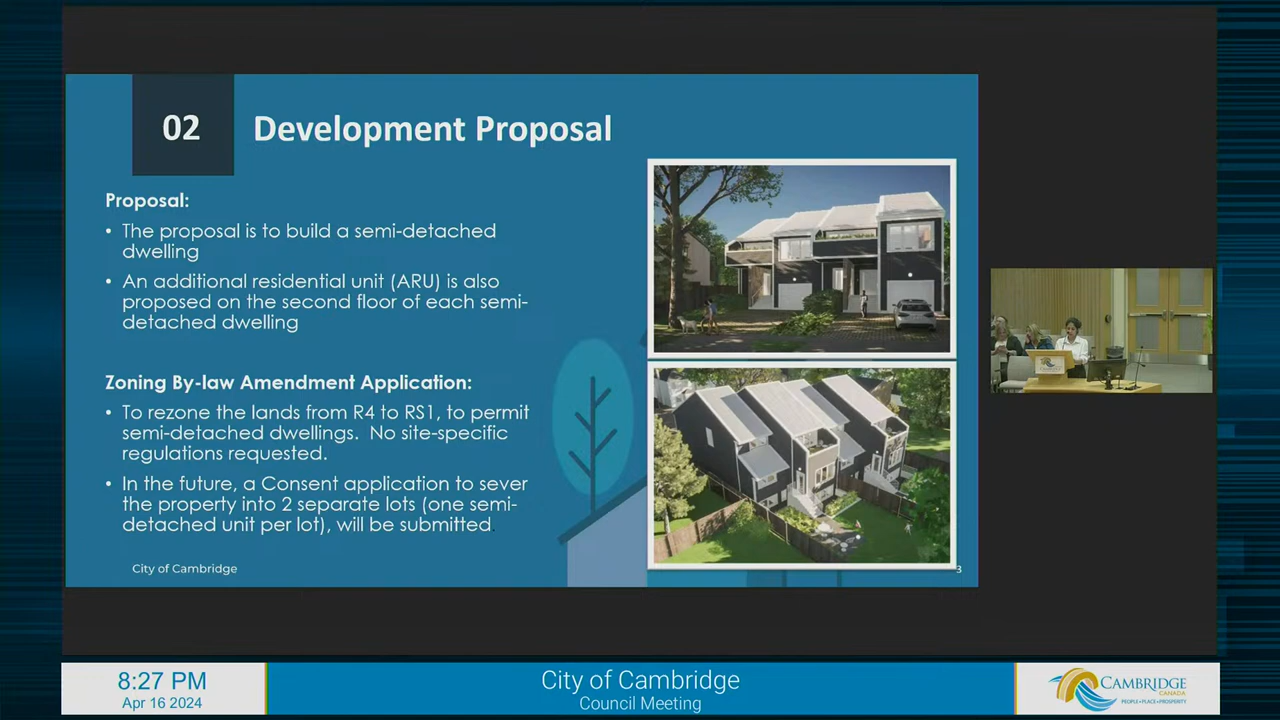 02
Development Proposal
Proposal:
• The proposal is to build a semi-detached
dwelling
• An additional residential unit (ARU) is also
proposed on the second floor of each semi-
detached dwelling
Zoning By-law Amendment Application:
• To rezone the lands from R4 to RS1, to permit
semi-detached dwellings. No site-specific
regulations requested.
• In the future, a Consent application to sever
the property into 2 separate lots (one semi-
detached unit per lot), will be submitted.
City of Cambridge
3
CAMBRIDGE
8:27 PM
Apr 16 2024
City of Cambridge
Council Meeting
CAMBRIDGE
CANADA
PEOPLE • PLACE • PROSPERITY